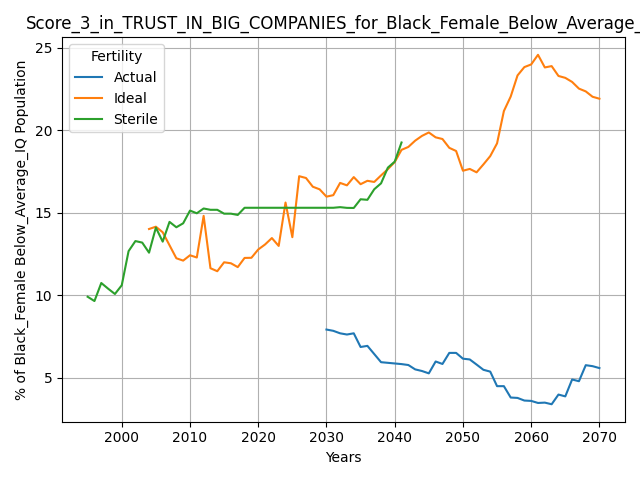 Score_3_in_TRUST_IN_BIG_COMPANIES_for_Black_Female_Below_Average_
Fertility
Actual
Ideal
Sterile
% of Black_Female Below_Average_IQ Population
25
20
15
10
5
2000 2010 2020 2030 2040 2050 2060 2070
Years